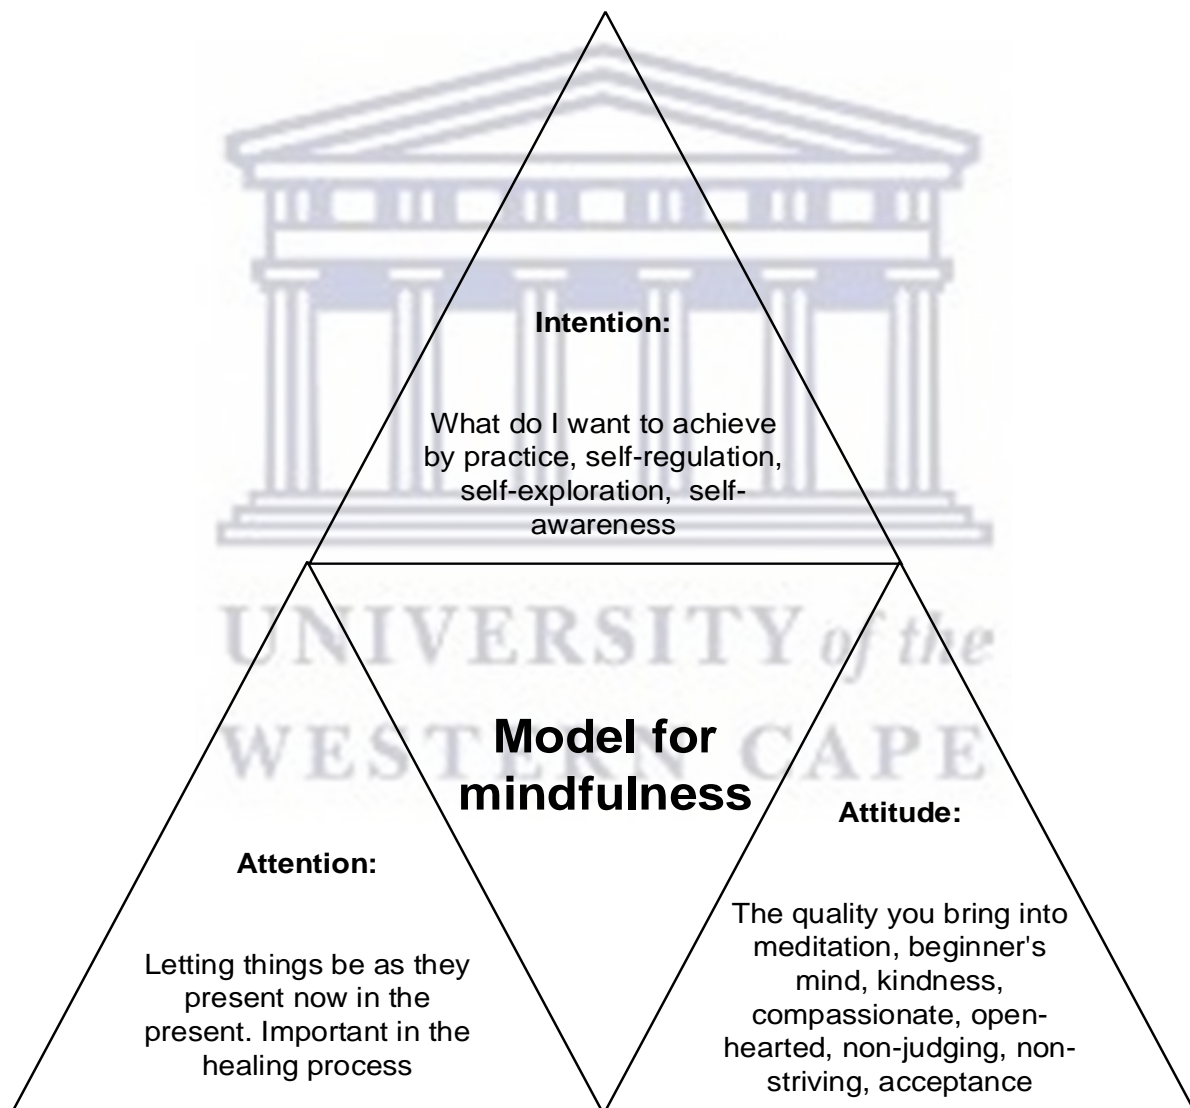 Intention:
What do I want to achieve
by practice, self-regulation,
self-exploration, self-
awareness
UNIVERSITY of the
WESTERN CAPE
Model for
mindfulness
Attention:
Letting things be as they
present now in the
present. Important in the
healing process
Attitude:
The quality you bring into
meditation, beginner's
mind, kindness,
compassionate, open-
hearted, non-judging, non-
striving, acceptance